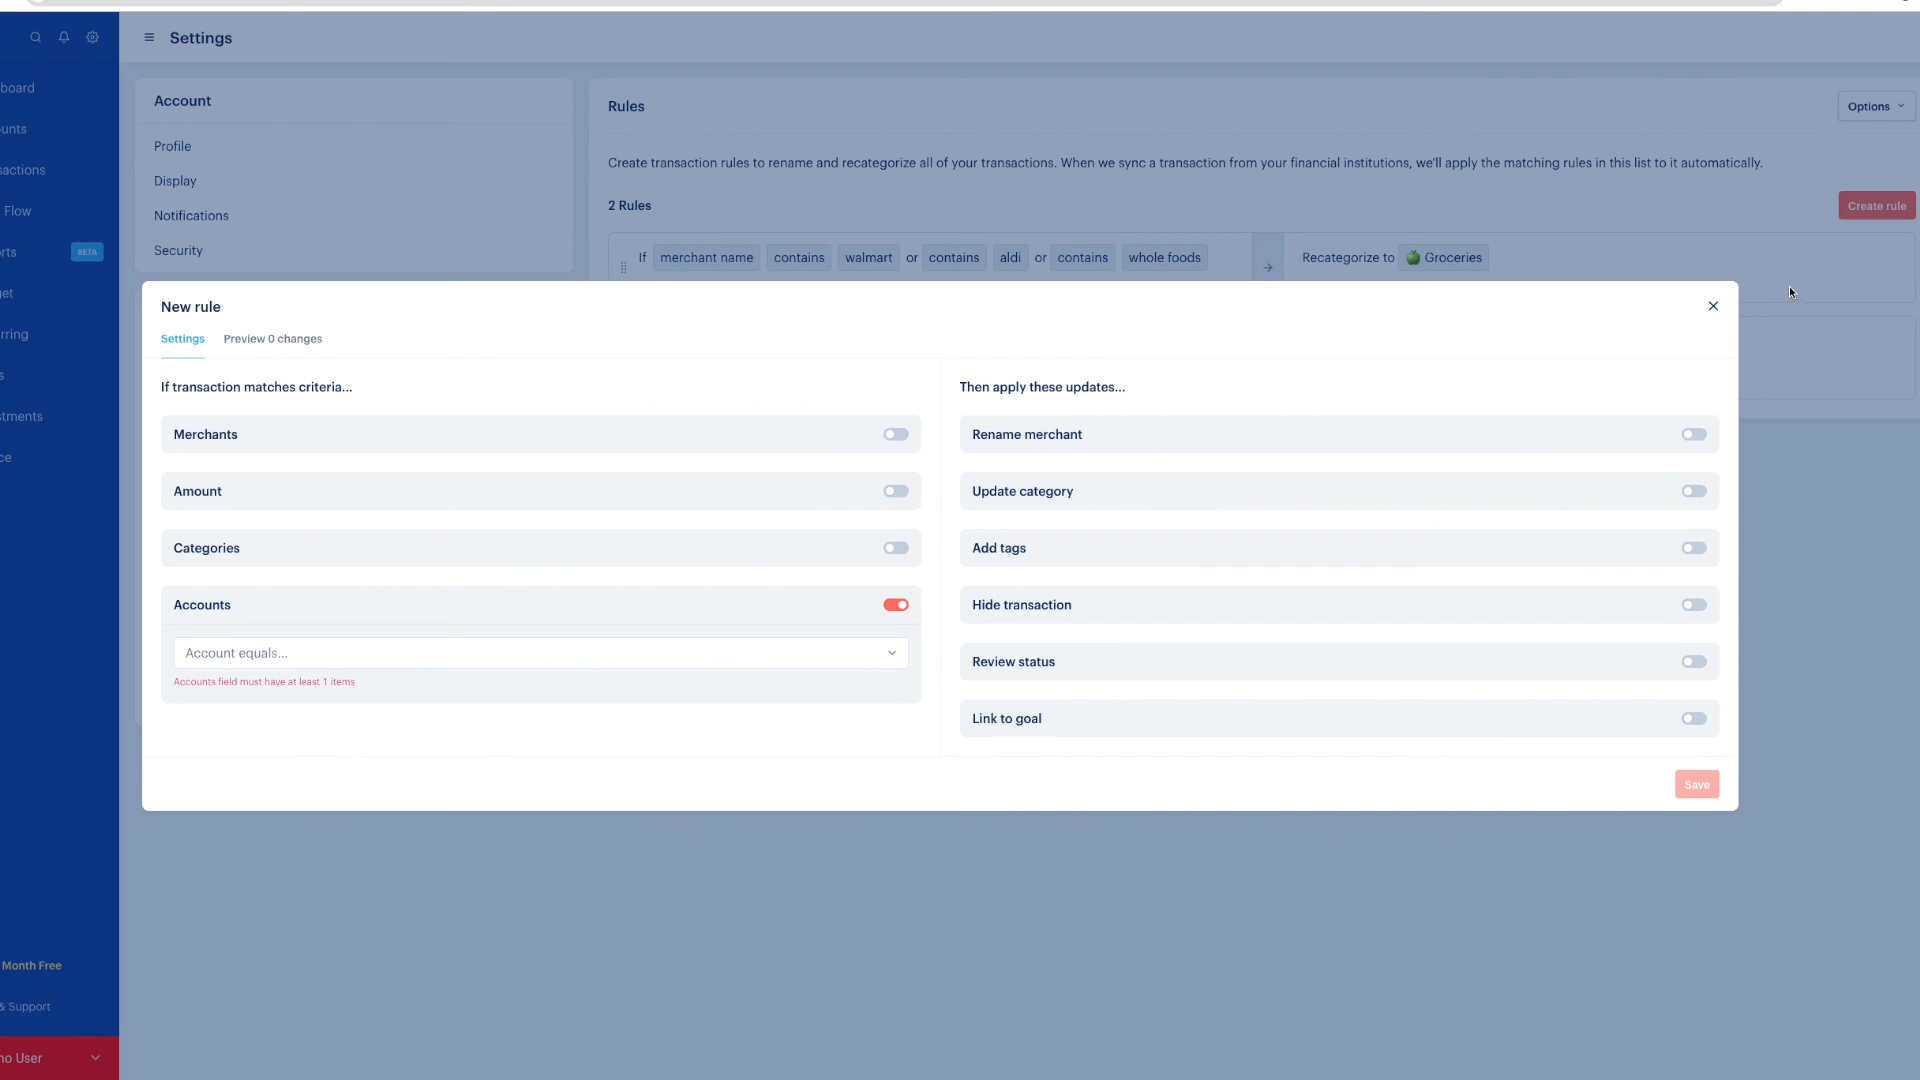 Settings
board
unts
sactions
Flow
rts BETA
get
rring
s
stments
ce
Month Free
& Support
no User
Account
Profile
Display
Notifications
Security
Rules
Options
Create transaction rules to rename and recategorize all of your transactions. When we sync a transaction from your financial institutions, we'll apply the matching rules in this list to it automatically.
2 Rules
Create rule
If merchant name contains walmart or contains aldi or contains whole foods
Recategorize to Groceries
New rule
Settings Preview 0 changes
If transaction matches criteria...
Merchants
Amount
Categories
Accounts
Account equals...
Accounts field must have at least 1 items
Then apply these updates...
Rename merchant
Update category
Add tags
Hide transaction
Review status
Link to goal
Save